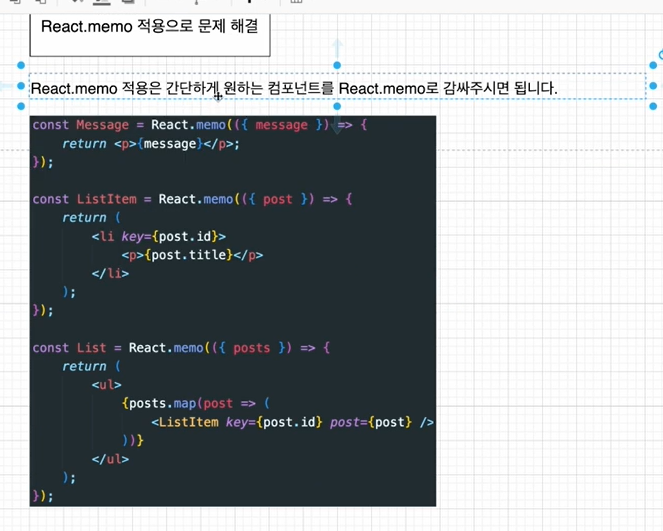 React.memo 적용으로 문제 해결
React.memo 적용은 간단하게 원하는 컴포넌트를 React.memo로 감싸주시면 됩니다.
const Message = React.memo(({ message }) => {
    return <p>{message}</p>;
});

const ListItem = React.memo(({ post }) => {
    return (
        <li key={post.id}>
            <p>{post.title}</p>
        </li>
    );
});

const List = React.memo(({ posts }) => {
    return (
        <ul>
            {posts.map(post => (
                <ListItem key={post.id} post={post} />
            ))}
        </ul>
    );
});